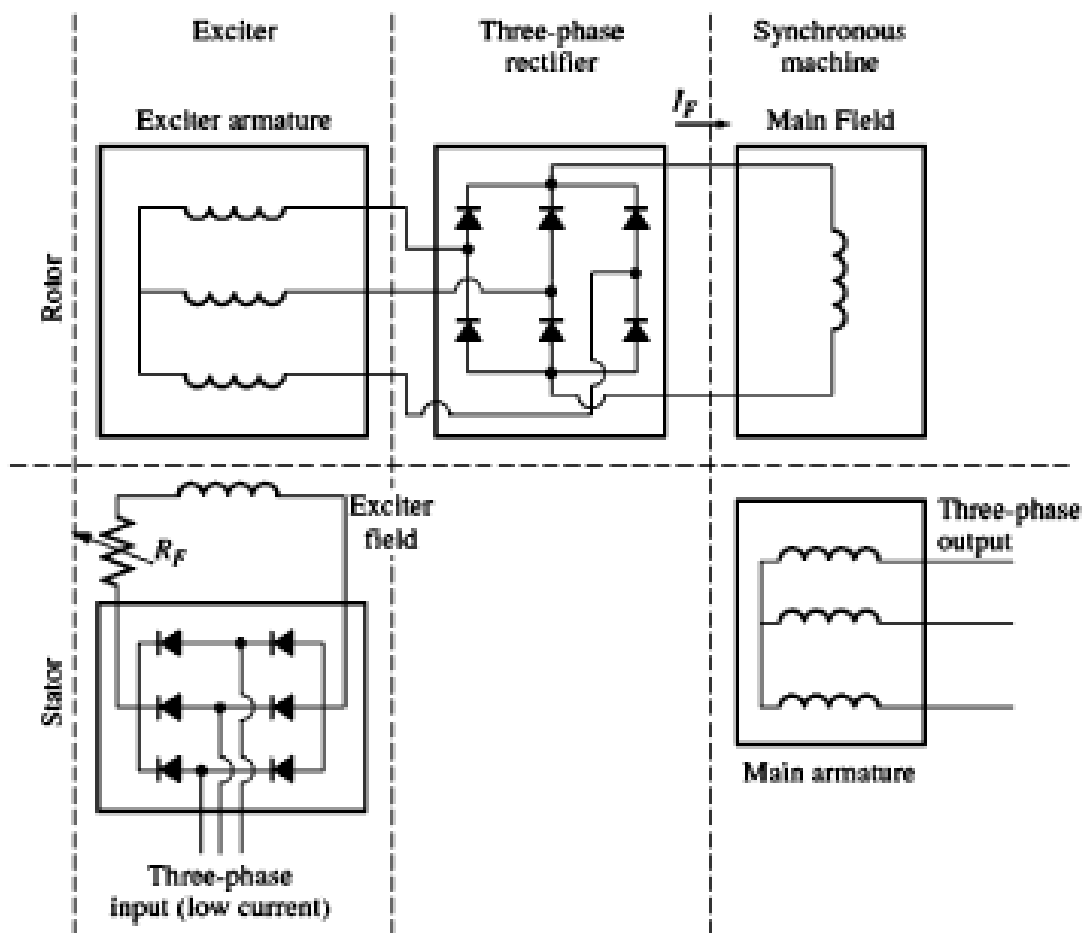 Exciter
Three-phase
rectifier
Synchronous
machine
Exciter armature
I_F
Main Field
Rotor
Exciter
field
R_F
Three-phase
output
Stator
Main armature
Three-phase
input (low current)